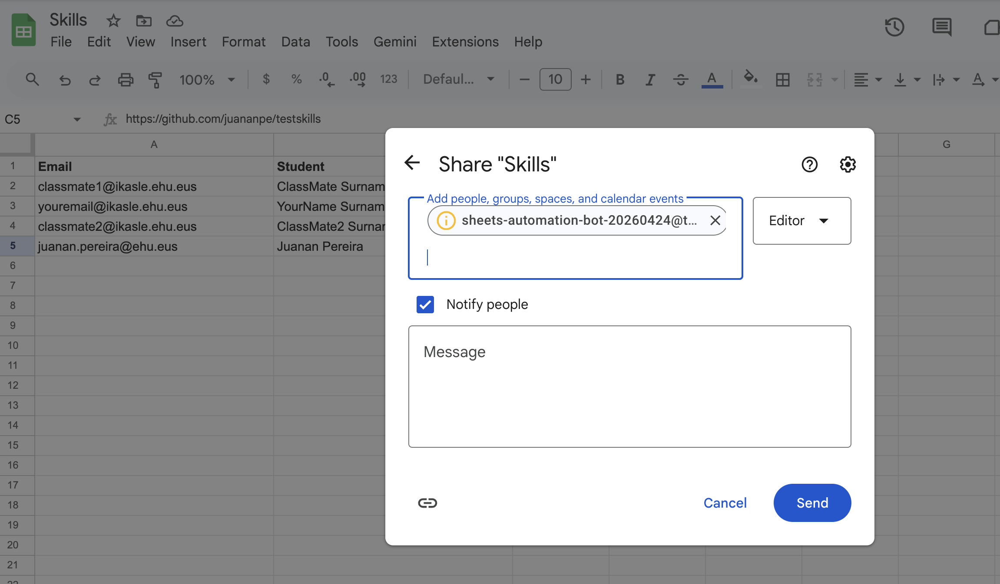 Skills
File Edit View Insert Format Data Tools Gemini Extensions Help
100% $ % .0 .00 123 Defaul... 10 B I A A
C5 fx https://github.com/juananpe/testskills
A G
1 Email Student
2 classmate1@ikasle.ehu.eus ClassMate Surnam
3 youremail@ikasle.ehu.eus YourName Surnam
4 classmate2@ikasle.ehu.eus ClassMate2 Surnar
5 juanan.pereira@ehu.eus Juanan Pereira
6
7
8
9
10
11
12
13
14
15
16
17
18
19
20
21
Share "Skills"
Add people, groups, spaces, and calendar events
sheets-automation-bot-20260424@t...
Editor
Notify people
Message
Cancel Send